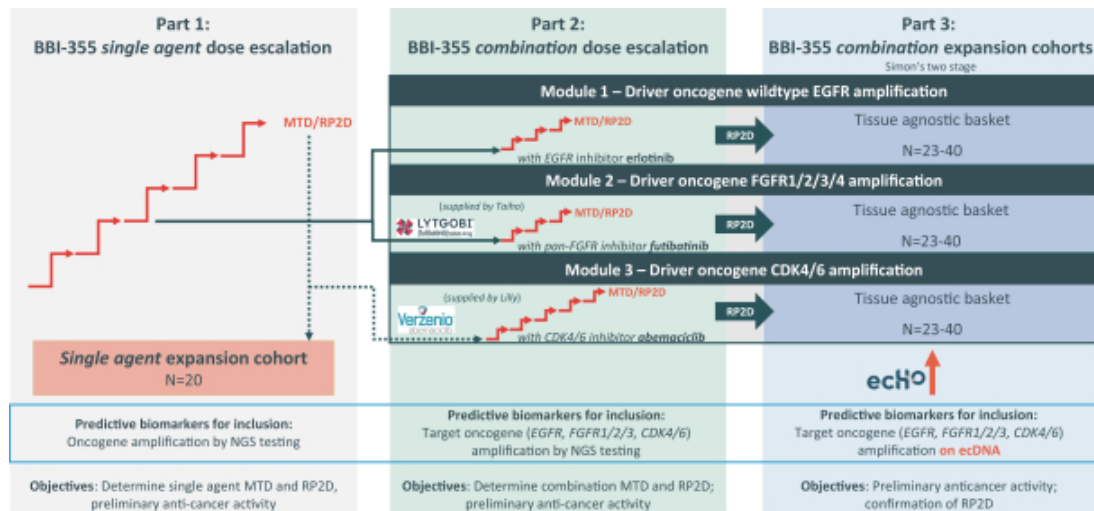 Part 1:
BBI-355 single agent dose escalation
MTD/RP2D
Single agent expansion cohort
N=20
Predictive biomarkers for inclusion:
Oncogene amplification by NGS testing
Objectives: Determine single agent MTD and RP2D,
preliminary anti-cancer activity
Part 2:
BBI-355 combination dose escalation
Part 3:
BBI-355 combination expansion cohorts
Simon's two stage
Module 1 – Driver oncogene wildtype EGFR amplification
MTD/RP2D
with EGFR inhibitor erlotinib
RP2D
Tissue agnostic basket
N=23-40
Module 2 – Driver oncogene FGFR1/2/3/4 amplification
(supplied by Taiho)
LYTGOBI
MTD/RP2D
with pan-FGFR inhibitor futibatinib
RP2D
Tissue agnostic basket
N=23-40
Module 3 – Driver oncogene CDK4/6 amplification
(supplied by Lilly)
Verzenio
abemaciclib
MTD/RP2D
with CDK4/6 inhibitor abemaciclib
RP2D
Tissue agnostic basket
N=23-40
ecHO
Predictive biomarkers for inclusion:
Target oncogene (EGFR, FGFR1/2/3, CDK4/6)
amplification by NGS testing
Objectives: Determine combination MTD and RP2D;
preliminary anti-cancer activity
Predictive biomarkers for inclusion:
Target oncogene (EGFR, FGFR1/2/3, CDK4/6)
amplification on ecDNA
Objectives: Preliminary anticancer activity;
confirmation of RP2D